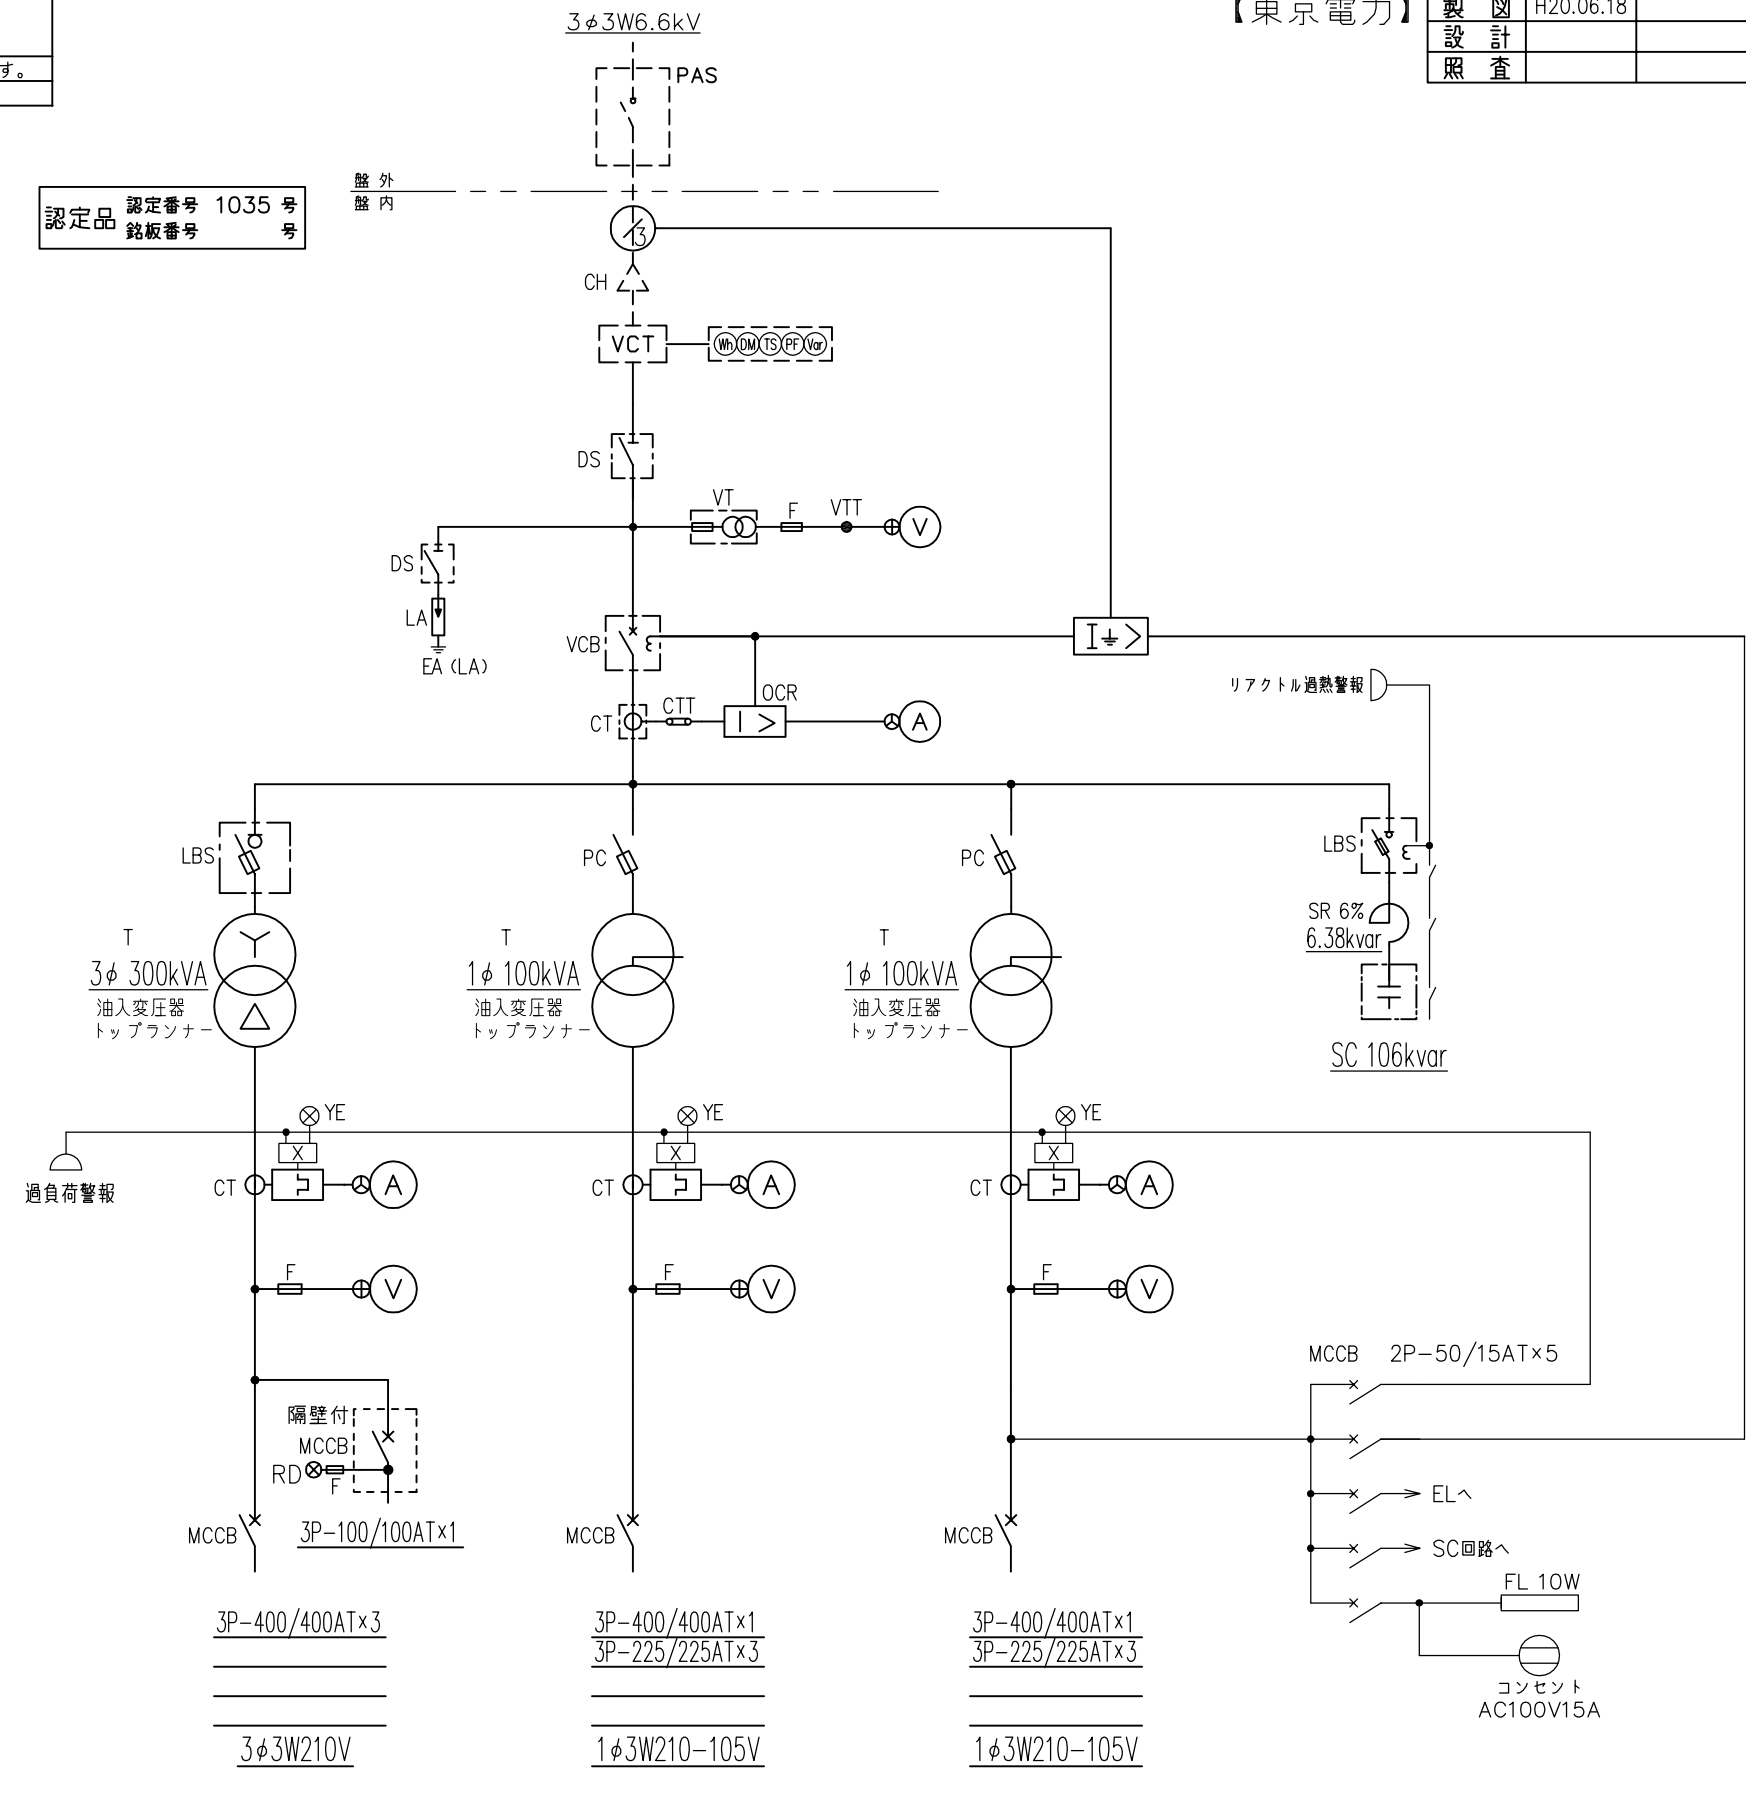 3φ3W6.6kV
【東京電力】
製 図 H20.06.18
設 計
照 査
す。
PAS
盤 外
盤 内
認定品 認定番号 1035 号
銘板番号 号
3
CH
VCT
Wh DM TS PF Var
DS
VT
F
VTT
V
DS
LA
EA (LA)
VCB
I >
リアクトル過熱警報
OCR
CTT
CT
I >
A
LBS
PC
PC
LBS
SR 6%
6.38kvar
SC 106kvar
T
3φ 300kVA
油入変圧器
トップランナー
T
1φ 100kVA
油入変圧器
トップランナー
T
1φ 100kVA
油入変圧器
トップランナー
YE
YE
YE
X
X
X
過負荷警報
CT
A
CT
A
CT
A
F
V
F
V
F
V
MCCB 2P-50/15AT×5
隔壁付
MCCB
RD
F
MCCB
3P-100/100AT×1
MCCB
MCCB
ELへ
SC回路へ
FL 10W
コンセント
AC100V15A
3P-400/400AT×3
3φ3W210V
3P-400/400AT×1
3P-225/225AT×3
1φ3W210-105V
3P-400/400AT×1
3P-225/225AT×3
1φ3W210-105V